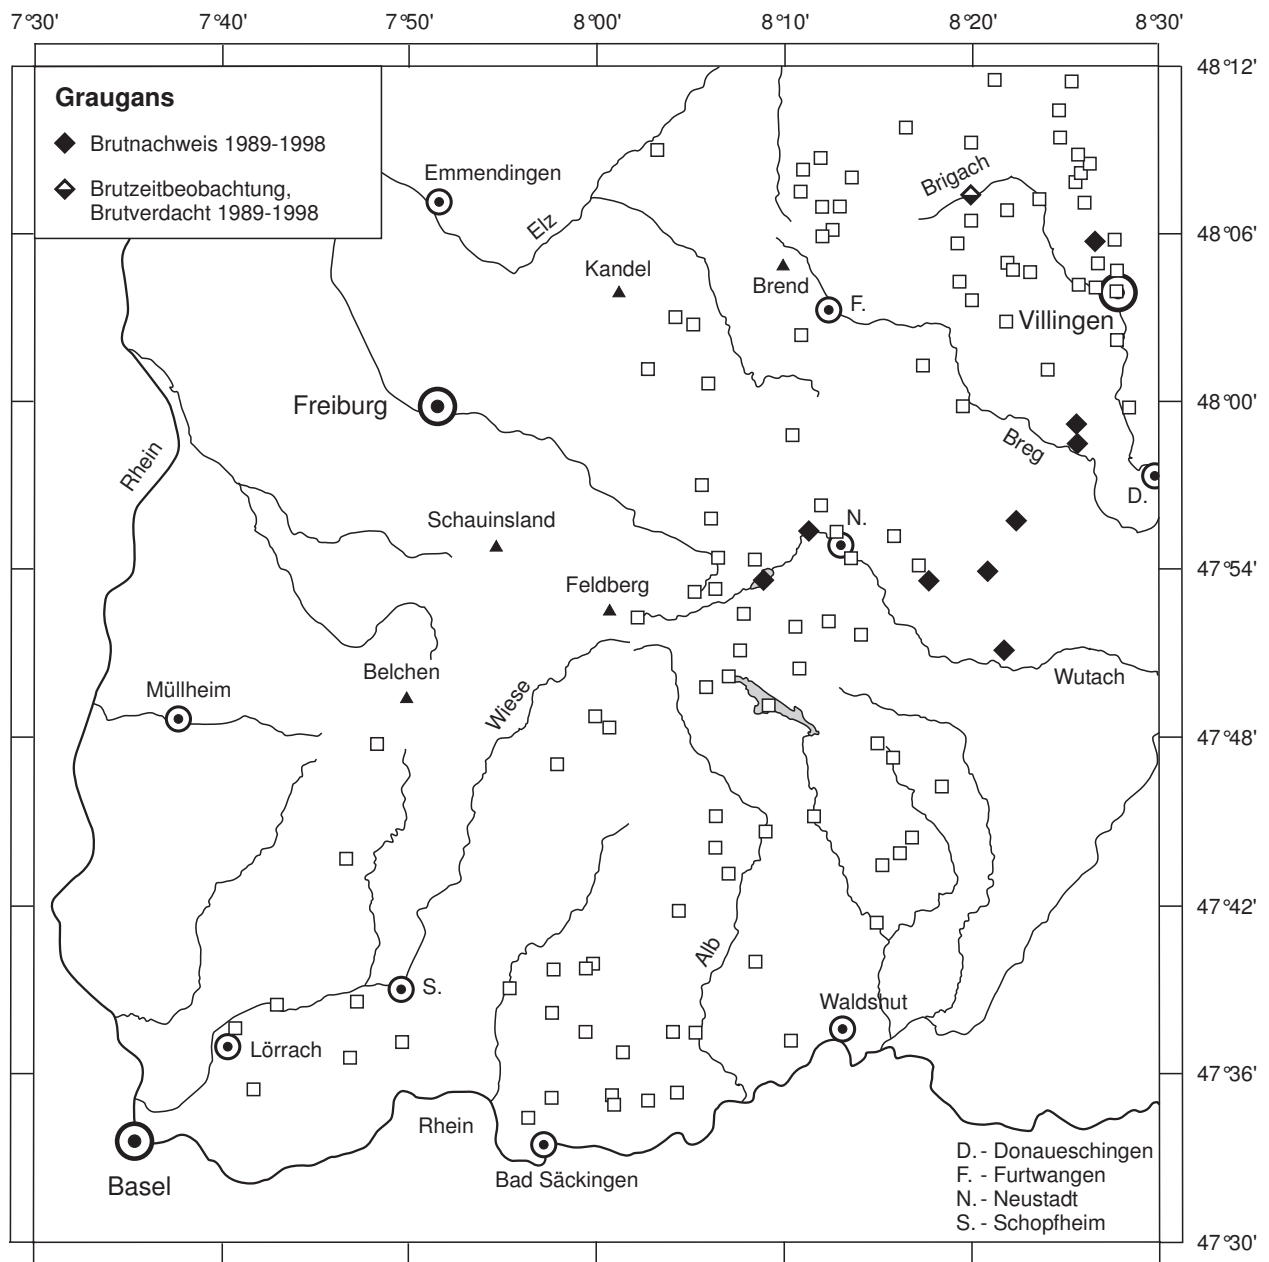 7°30'
7°40'
7°50'
8°00'
8°10'
8°20'
8°30'
48°12'
Graugans
Brutnachweis 1989-1998
Brutzeitbeobachtung,
Brutverdacht 1989-1998
Emmendingen
Brigach
Elz
48°06'
Kandel
Brend
F.
Villingen
48°00'
Freiburg
Rhein
Breg
D.
Schauinsland
N.
47°54'
Feldberg
Belchen
Wutach
Müllheim
Wiese
47°48'
47°42'
Alb
S.
Waldshut
Lörrach
47°36'
Rhein
Basel
Bad Säckingen
D. - Donaueschingen
F. - Furtwangen
N. - Neustadt
S. - Schopfheim
47°30'